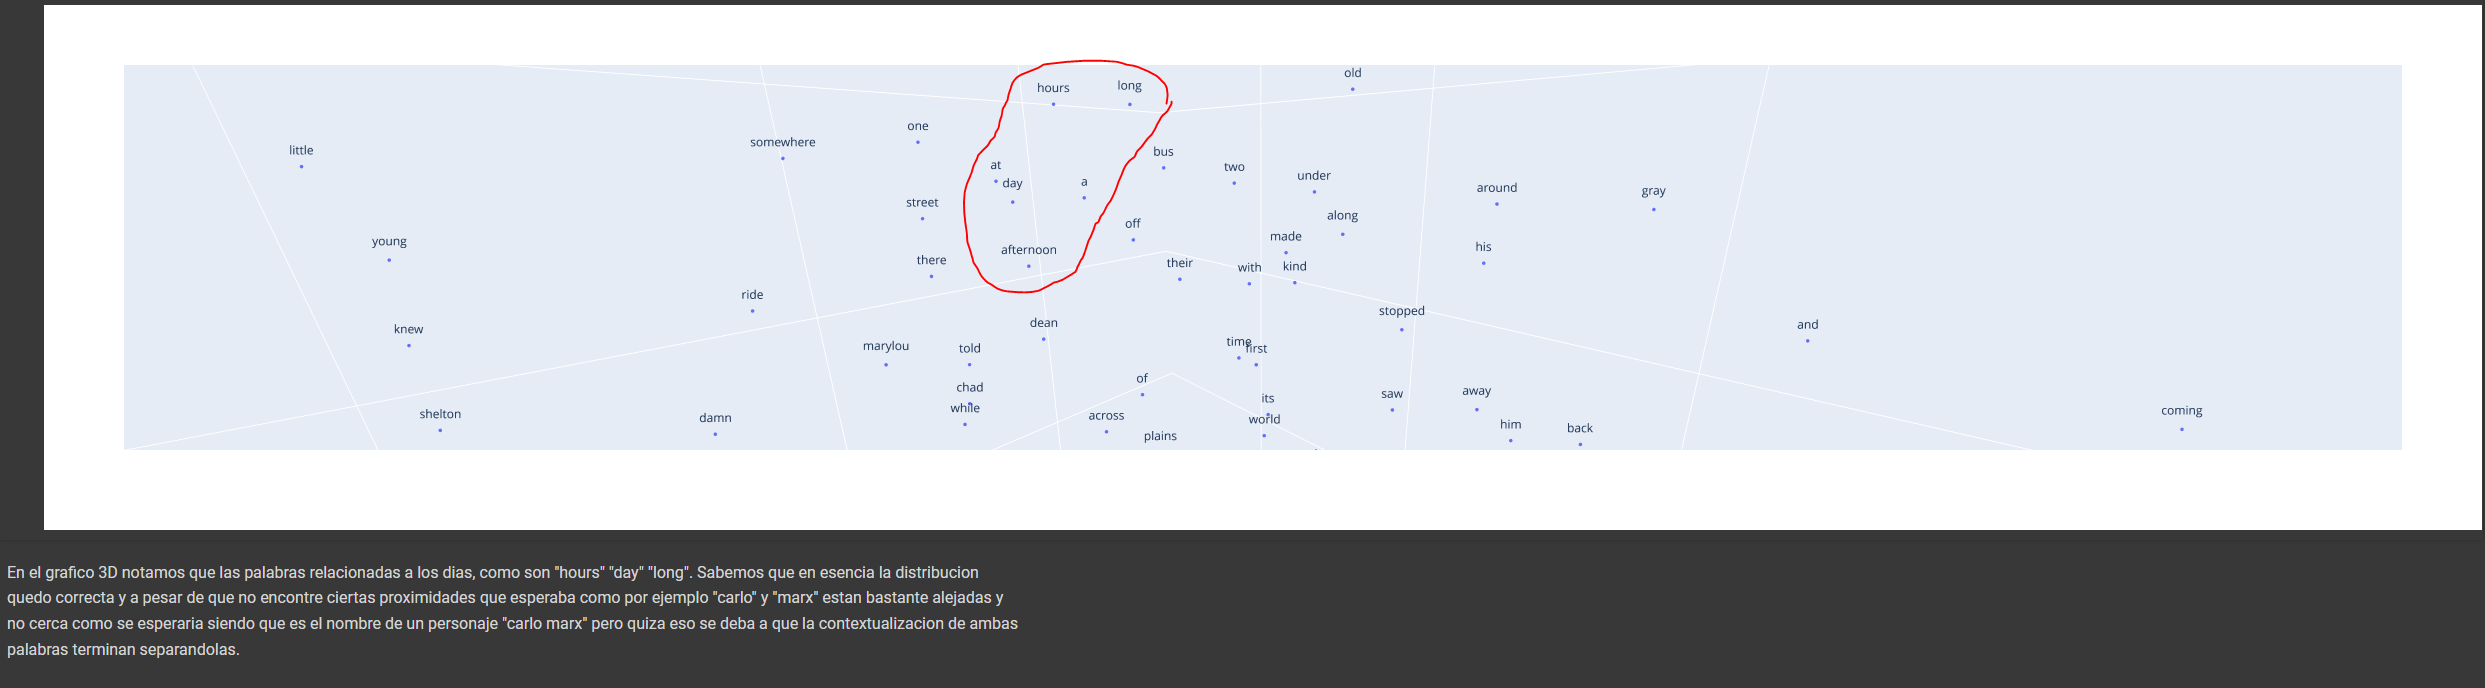 old
hours long
one
somewhere
little
bus
at
two
day
a
under
around
gray
street
along
off
made
his
young
afternoon
there
their
with kind
ride
stopped
dean
and
knew
time
first
marylou
told
of
chad
saw
away
its
while
shelton
across
damn
world
coming
him
back
plains
En el grafico 3D notamos que las palabras relacionadas a los dias, como son "hours" "day" "long". Sabemos que en esencia la distribucion
quedo correcta y a pesar de que no encontre ciertas proximidades que esperaba como por ejemplo "carlo" y "marx" estan bastante alejadas y
no cerca como se esperaria siendo que es el nombre de un personaje "carlo marx" pero quiza eso se deba a que la contextualizacion de ambas
palabras terminan separandolas.